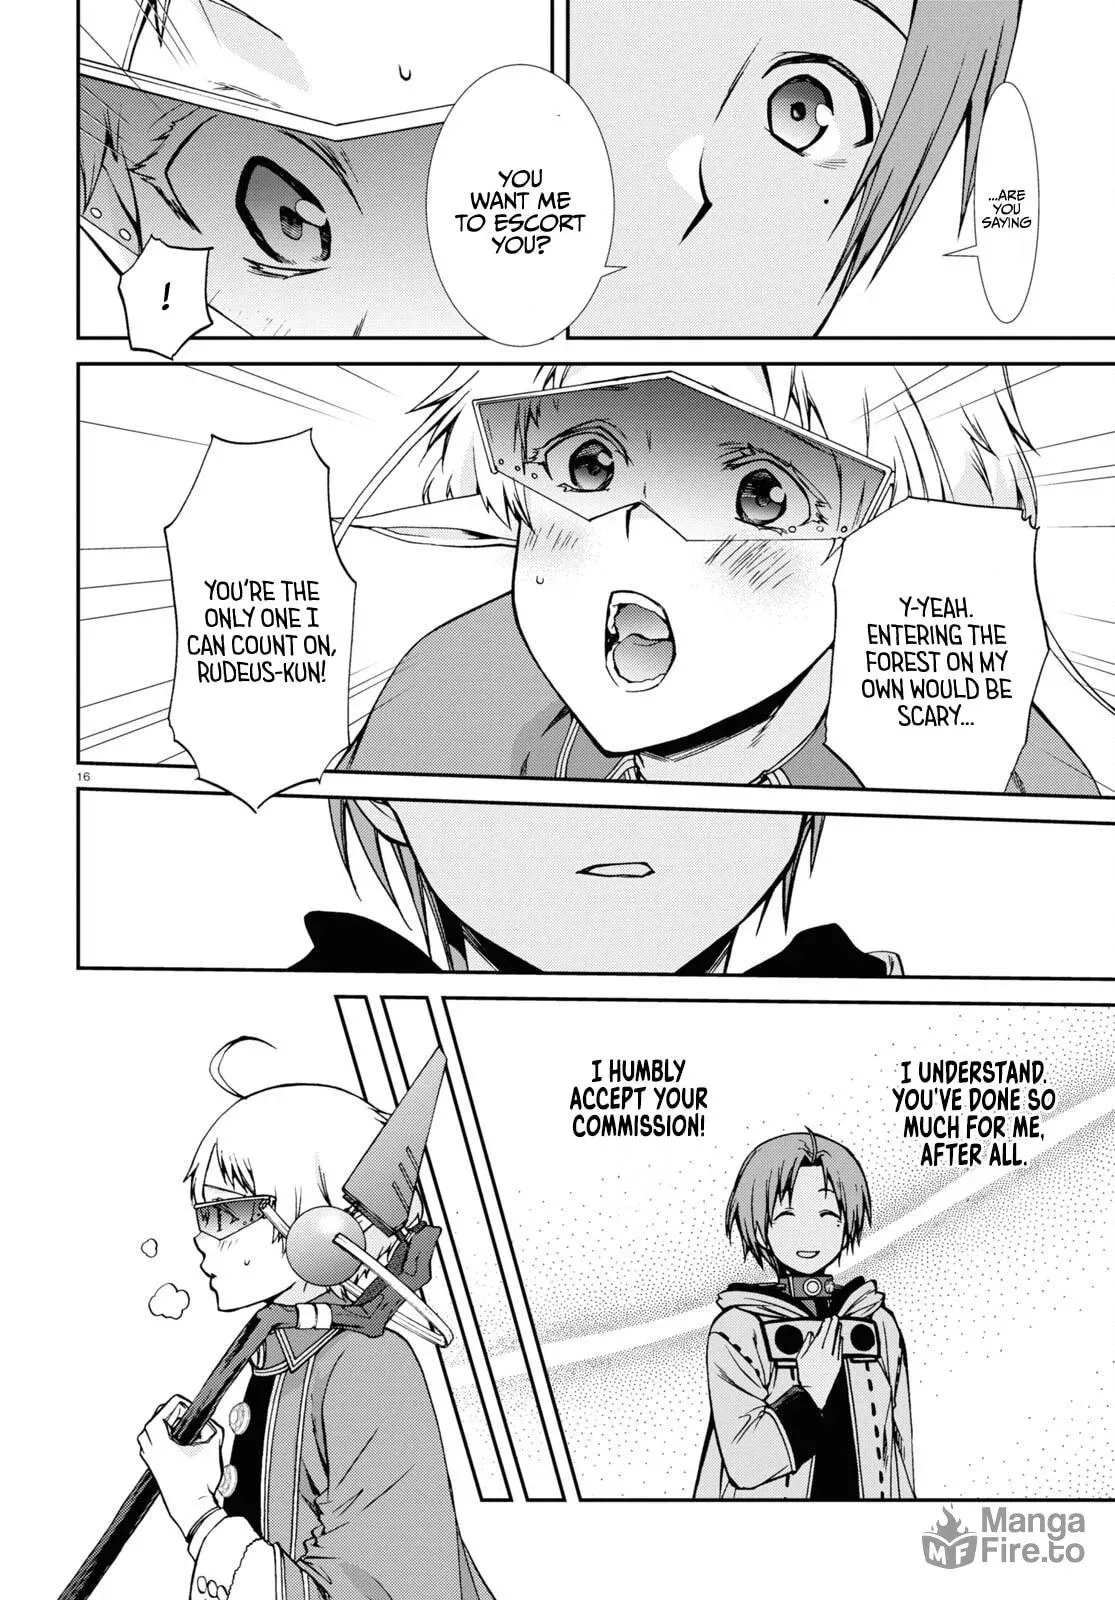 ...ARE
YOU
SAYING
YOU
WANT ME
TO ESCORT
YOU?
!
Y-YEAH.
ENTERING THE
FOREST ON MY
OWN WOULD BE
SCARY...
YOU'RE THE
ONLY ONE I
CAN COUNT ON,
RUDEUS-KUN!
16
I UNDERSTAND.
YOU'VE DONE SO
MUCH FOR ME,
AFTER ALL.
I HUMBLY
ACCEPT YOUR
COMMISSION!
MF
Manga
Fire.to